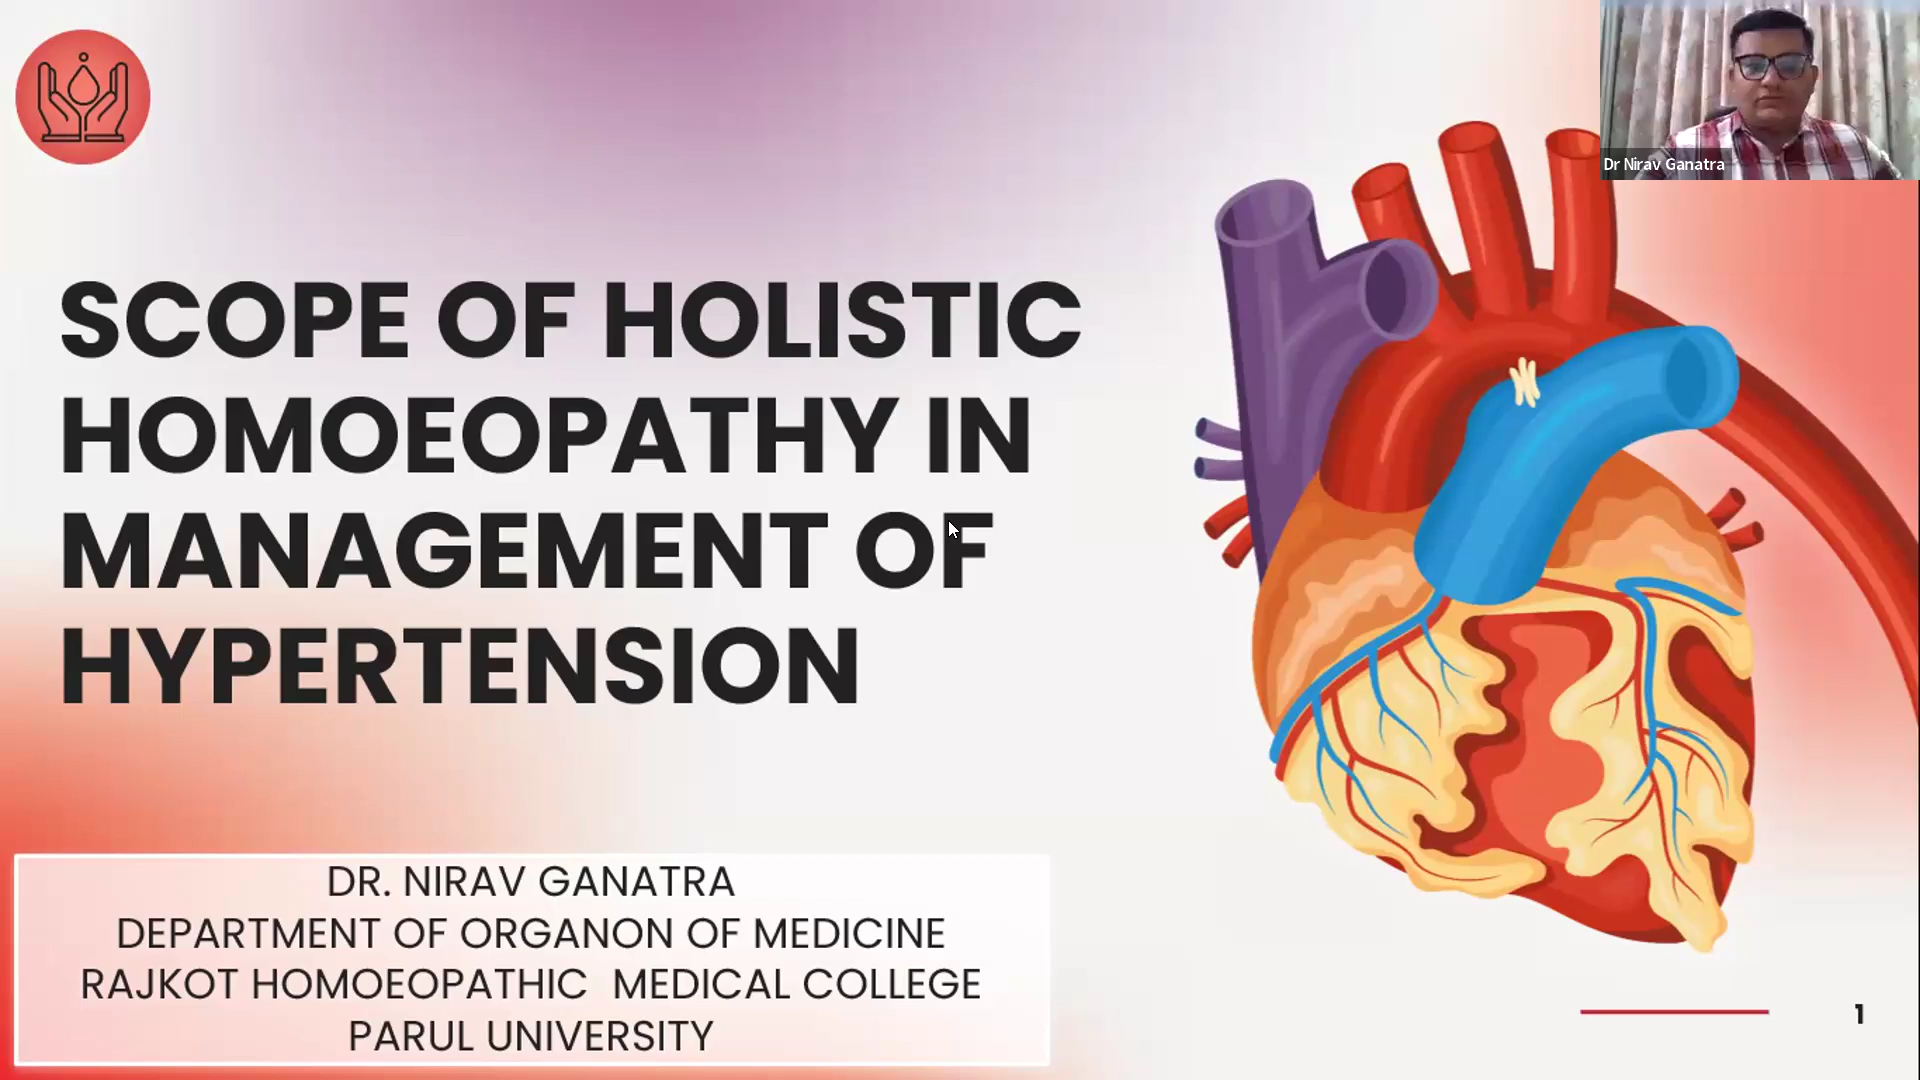 Dr Nirav Ganatra
SCOPE OF HOLISTIC
HOMOEOPATHY IN
MANAGEMENT OF
HYPERTENSION
DR. NIRAV GANATRA
DEPARTMENT OF ORGANON OF MEDICINE
RAJKOT HOMOEOPATHIC MEDICAL COLLEGE
PARUL UNIVERSITY
1